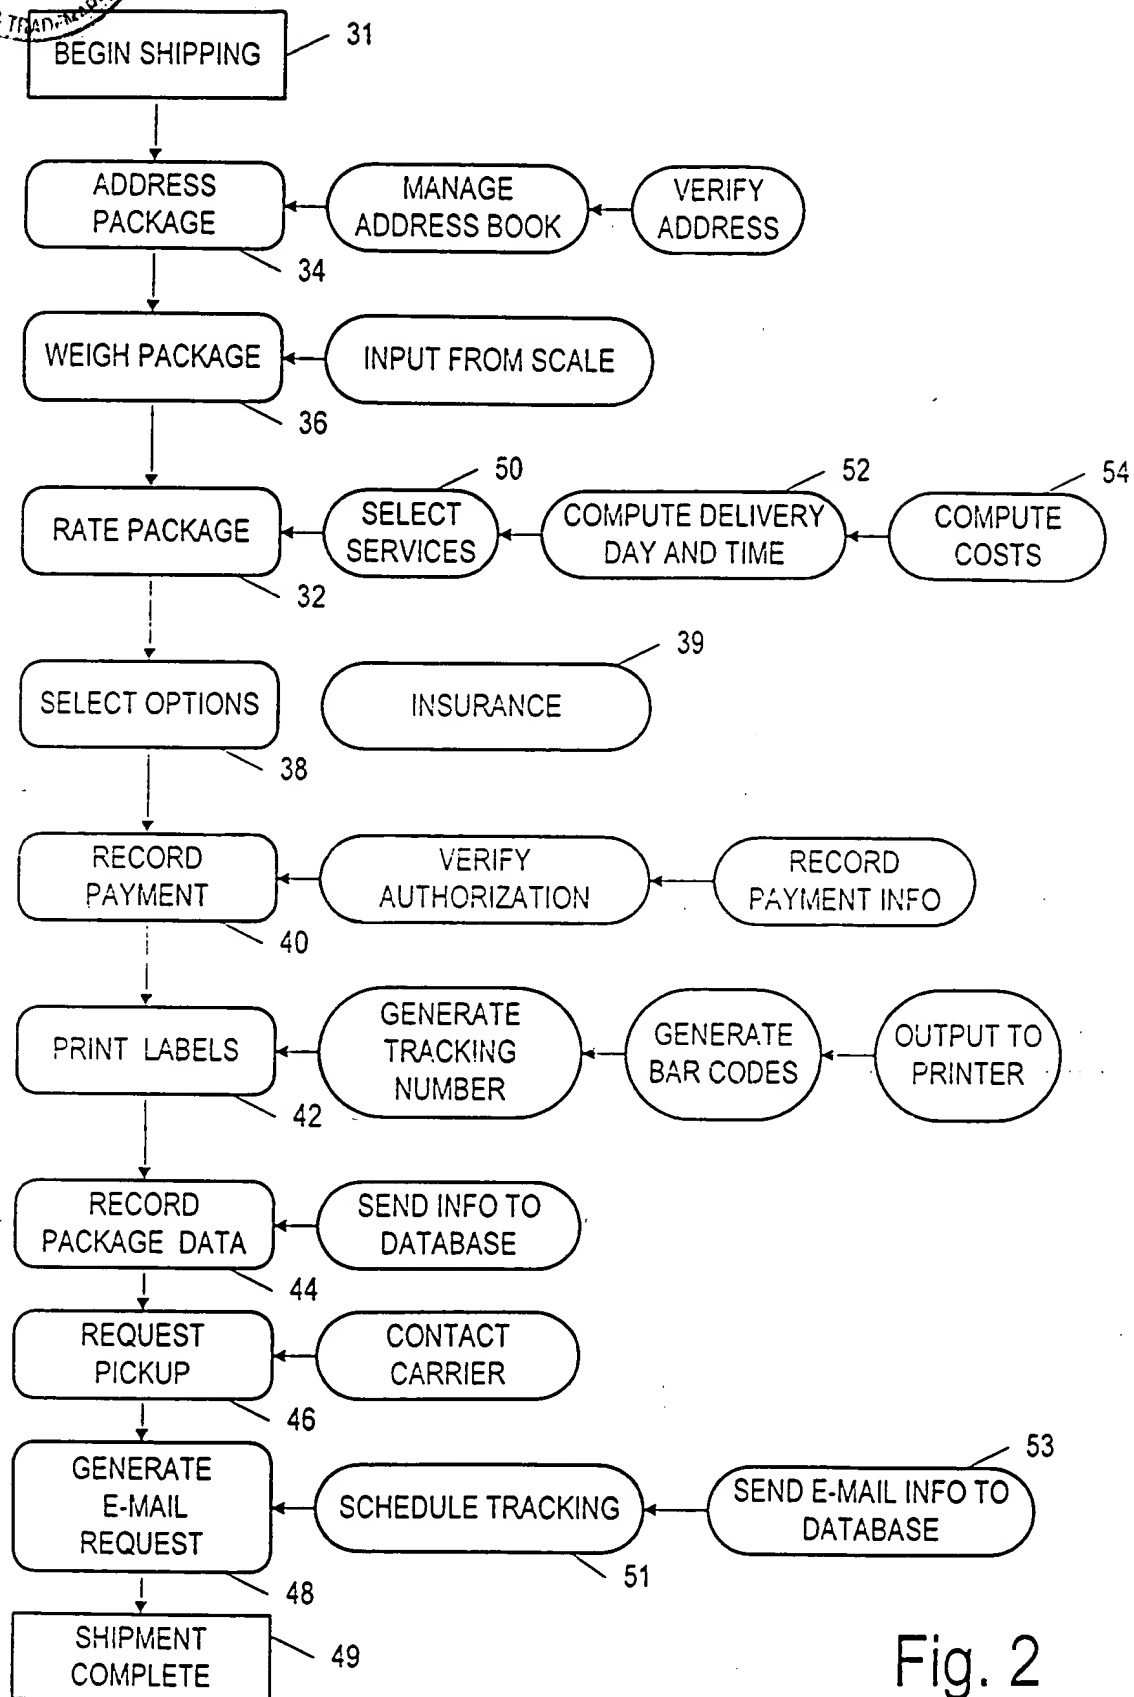 TRADEMARK
BEGIN SHIPPING
31
ADDRESS
PACKAGE
34
MANAGE
ADDRESS BOOK
VERIFY
ADDRESS
WEIGH PACKAGE
36
INPUT FROM SCALE
RATE PACKAGE
32
SELECT
SERVICES
50
COMPUTE DELIVERY
DAY AND TIME
52
COMPUTE
COSTS
54
SELECT OPTIONS
38
INSURANCE
39
RECORD
PAYMENT
40
VERIFY
AUTHORIZATION
RECORD
PAYMENT INFO
PRINT LABELS
42
GENERATE
TRACKING
NUMBER
GENERATE
BAR CODES
OUTPUT TO
PRINTER
RECORD
PACKAGE DATA
44
SEND INFO TO
DATABASE
REQUEST
PICKUP
46
CONTACT
CARRIER
GENERATE
E-MAIL
REQUEST
48
SCHEDULE TRACKING
51
SEND E-MAIL INFO TO
DATABASE
53
SHIPMENT
COMPLETE
49
Fig. 2